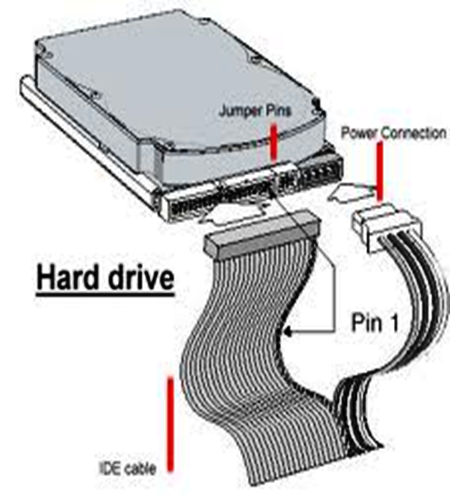 Jumper Pins
Power Connection
Hard drive
Pin 1
IDE cable